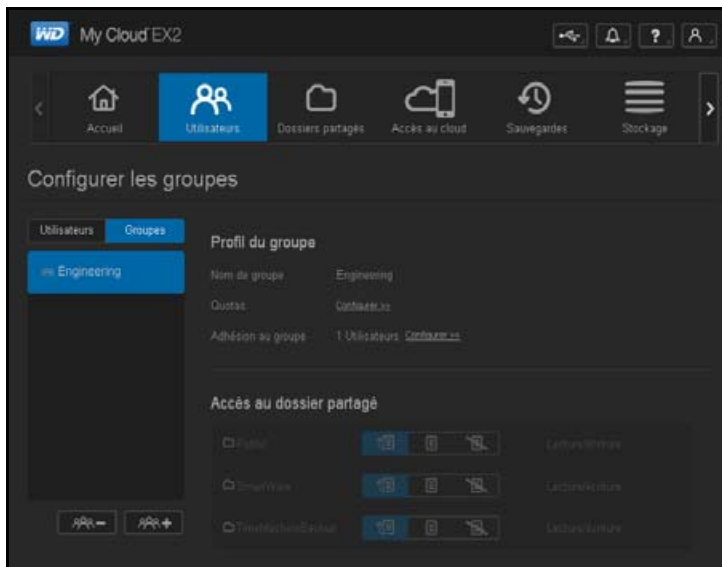 WD My Cloud EX2
?
Accueil
Utilisateurs
Dossiers partagés
Accès au cloud
Sauvegardes
Stockage
Configurer les groupes
Utilisateurs Groupes
Engineering
Profil du groupe
Nom de groupe Engineering
Quotas Configurer >>
Adhésion au groupe 1 Utilisateurs Configurer >>
Accès au dossier partagé
Public Lecture/écriture
SmartWare Lecture/écriture
TimeMachineBackup Lecture/écriture